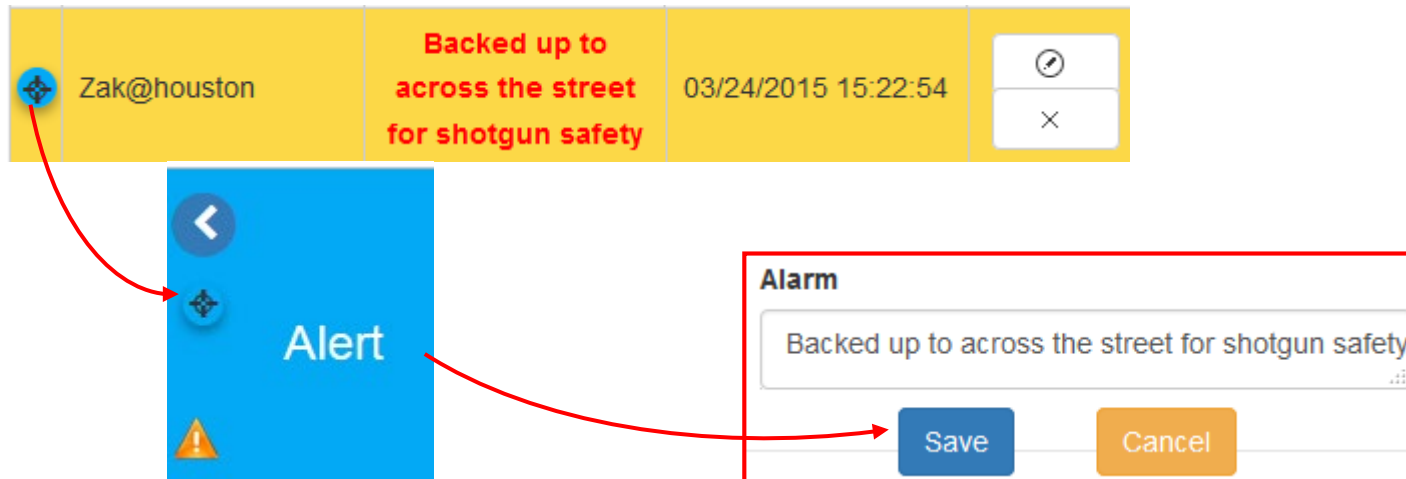 Zak@houston
Backed up to
across the street
for shotgun safety
03/24/2015 15:22:54
Alert
Alarm
Backed up to across the street for shotgun safety
Save
Cancel